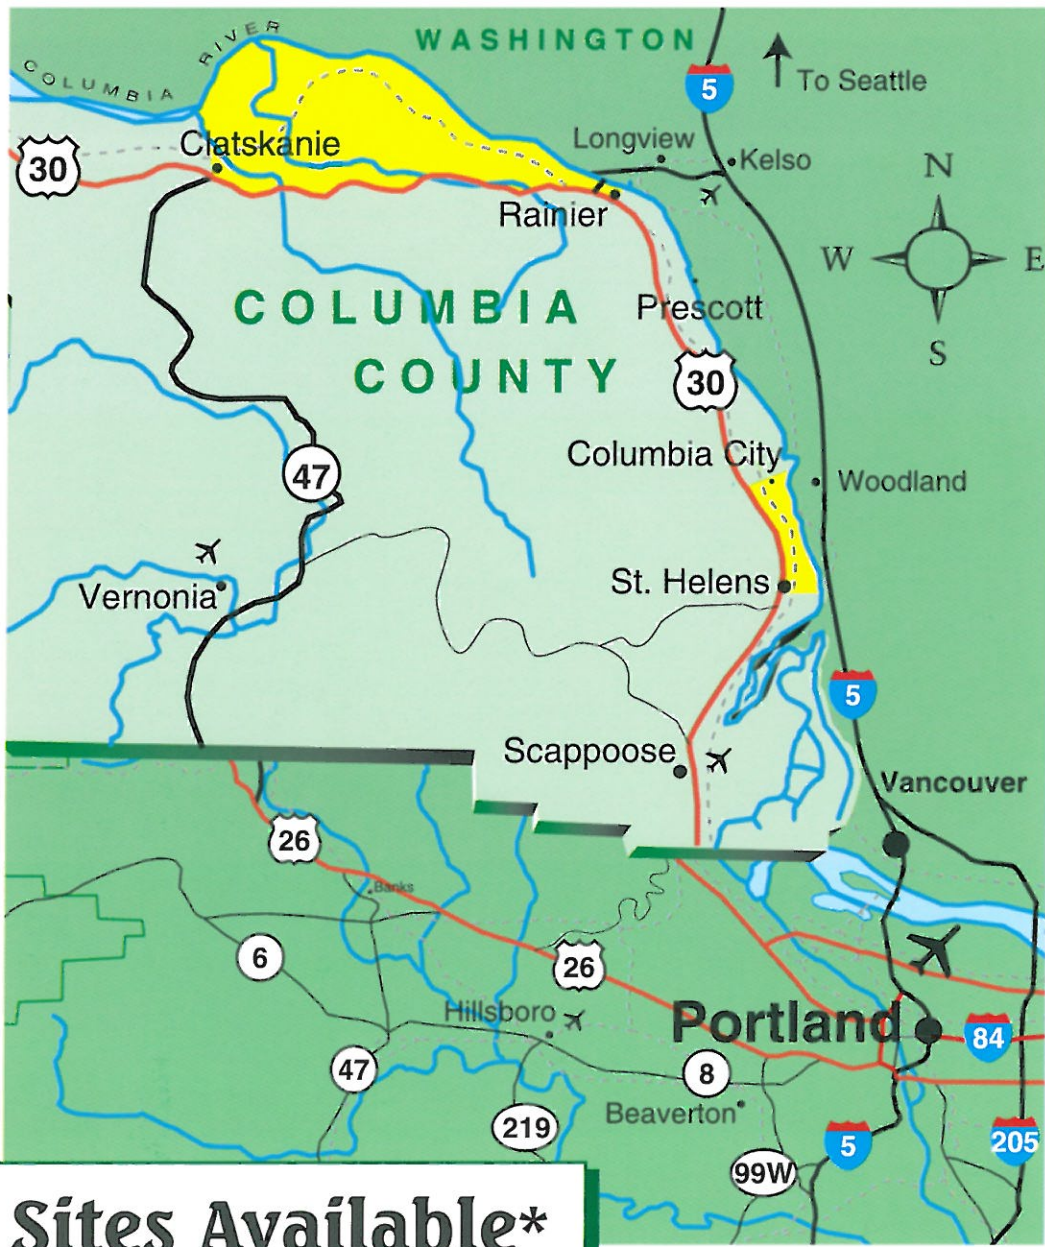 WASHINGTON
COLUMBIA RIVER
5
To Seattle
Longview
Kelso
Clatskanie
30
N
Rainier
W
E
COLUMBIA
COUNTY
Prescott
S
30
Columbia City
47
Woodland
St. Helens
Vernonia
5
Scappoose
Vancouver
26
Banks
6
26
Hillsboro
Portland
84
47
8
Beaverton
219
5
205
99W
Sites Available*